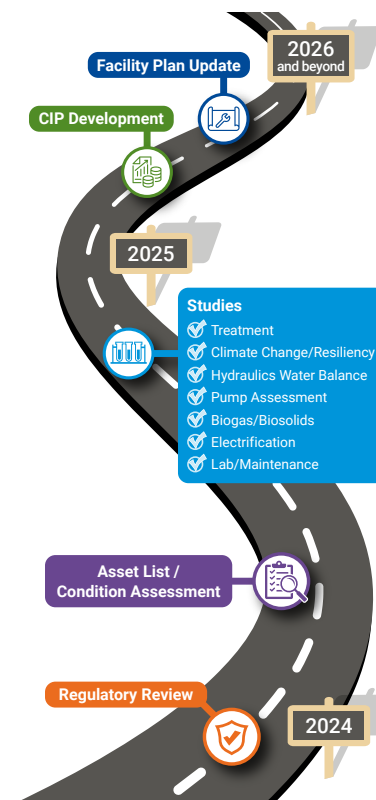 2026
and beyond
Facility Plan Update
CIP Development
2025
Studies
Treatment
Climate Change/Resiliency
Hydraulics Water Balance
Pump Assessment
Biogas/Biosolids
Electrification
Lab/Maintenance
Asset List /
Condition Assessment
Regulatory Review
2024